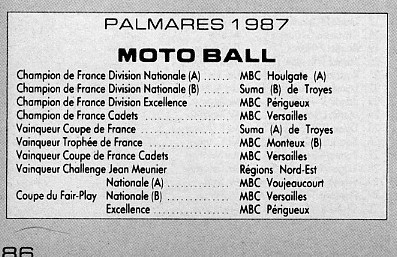 PALMARES 1987
MOTO BALL
Champion de France Division Nationale (A) ...... MBC Houlgate (A)
Champion de France Division Nationale (B) ...... Suma (B) de Troyes
Champion de France Division Excellence ........ MBC Périgueux
Champion de France Cadets .................. MBC Versailles
Vainqueur Coupe de France .................. Suma (A) de Troyes
Vainqueur Trophée de France ................ MBC Monteux (B)
Vainqueur Coupe de France Cadets MBC Versailles
Vainqueur Challenge Jean Meunier Régions Nord-Est
Nationale (A) ............ MBC Voujeaucourt
Coupe du Fair-Play Nationale (B) ............ MBC Versailles
Excellence ............... MBC Périgueux
86